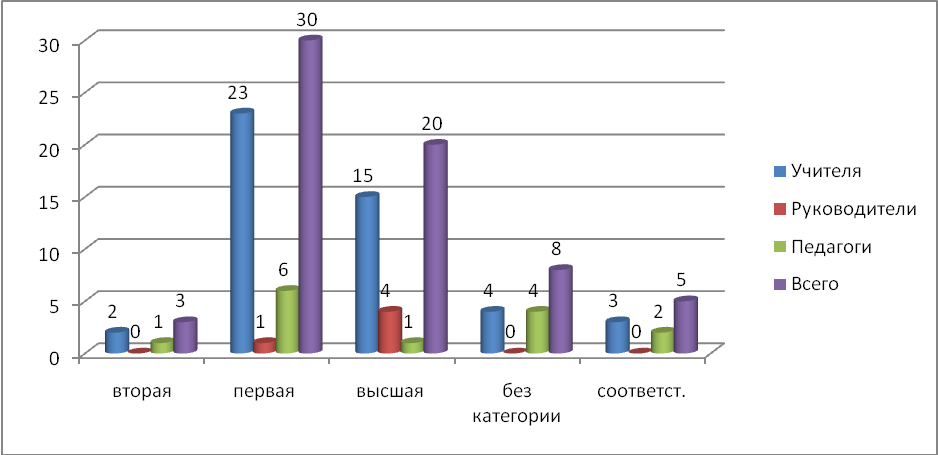 30
25
20
15
10
5
0
2
0
1
3
23
1
6
30
15
4
1
20
4
0
4
8
3
0
2
5
вторая
первая
высшая
без
категории
соответст.
Учителя
Руководители
Педагоги
Всего